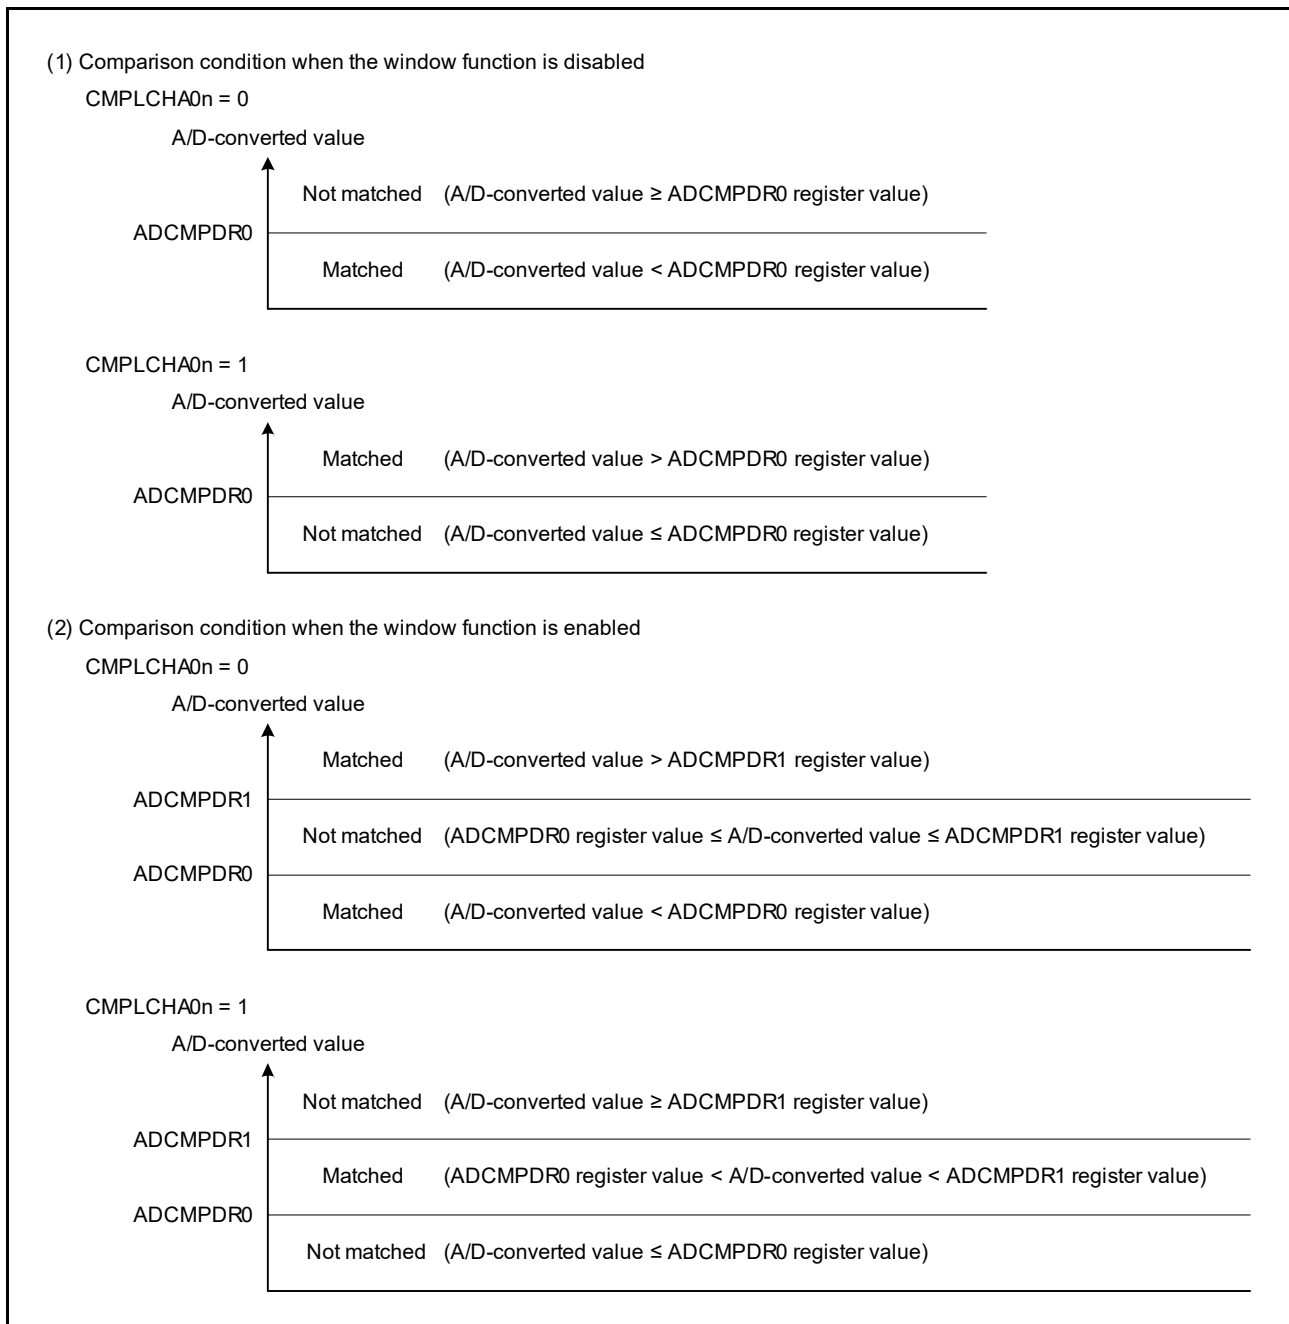 (1) Comparison condition when the window function is disabled
CMPLCHA0n = 0
A/D-converted value
Not matched (A/D-converted value ≥ ADCMPDR0 register value)
ADCMPDR0
Matched (A/D-converted value < ADCMPDR0 register value)
CMPLCHA0n = 1
A/D-converted value
Matched (A/D-converted value > ADCMPDR0 register value)
ADCMPDR0
Not matched (A/D-converted value ≤ ADCMPDR0 register value)
(2) Comparison condition when the window function is enabled
CMPLCHA0n = 0
A/D-converted value
Matched (A/D-converted value > ADCMPDR1 register value)
ADCMPDR1
Not matched (ADCMPDR0 register value ≤ A/D-converted value ≤ ADCMPDR1 register value)
ADCMPDR0
Matched (A/D-converted value < ADCMPDR0 register value)
CMPLCHA0n = 1
A/D-converted value
Not matched (A/D-converted value ≥ ADCMPDR1 register value)
ADCMPDR1
Matched (ADCMPDR0 register value < A/D-converted value < ADCMPDR1 register value)
ADCMPDR0
Not matched (A/D-converted value ≤ ADCMPDR0 register value)